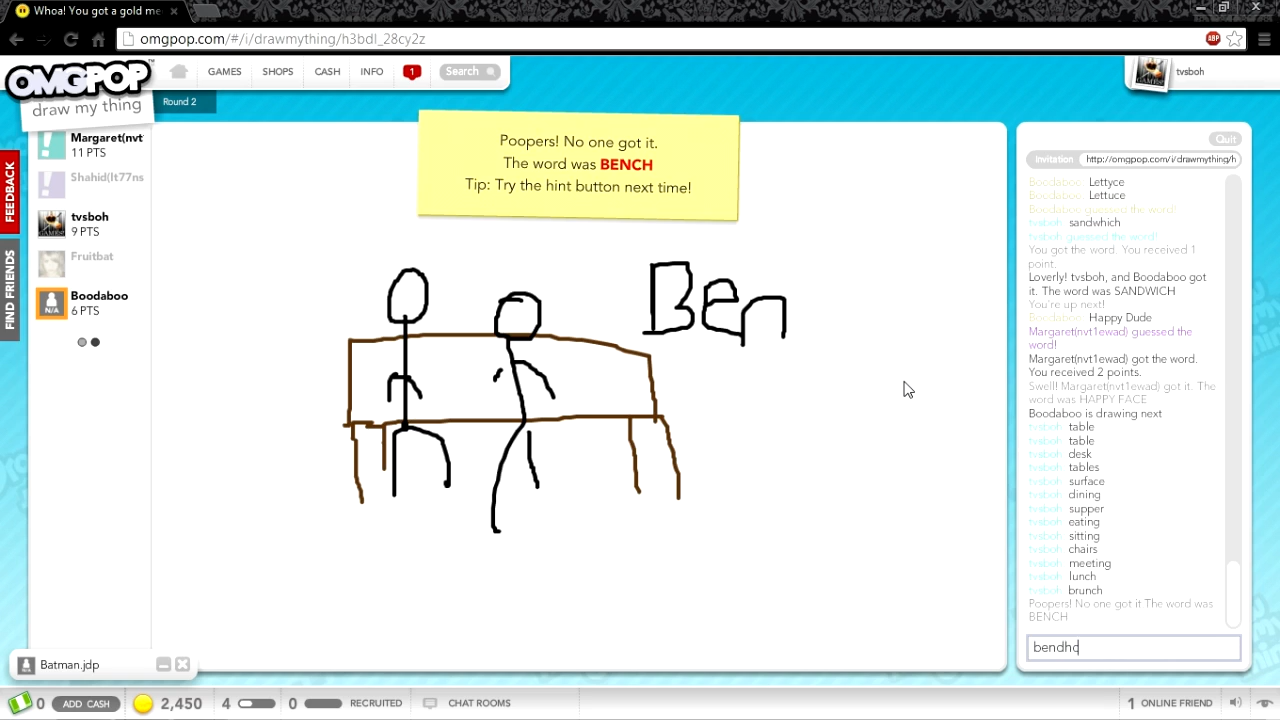 Whoa! You got a gold me
omgpop.com/#/i/drawmything/h3bdl_28cy2z
ABP
OMGPOP
draw my thing
GAMES
SHOPS
CASH
INFO
1
Search
tvsboh
Round 2
FEEDBACK
FIND FRIENDS
Margaret(nvt
11 PTS
Shahid(lt77ns
tvsboh
9 PTS
Fruitbat
N/A
Boodaboo
6 PTS
Poopers! No one got it.
The word was BENCH
Tip: Try the hint button next time!
Ben
Quit
Invitation http://omgpop.com/i/drawmything/h
Boodaboo: Lettyce
Boodaboo: Lettuce
Boodaboo guessed the word!
tvsboh: sandwhich
tvsboh guessed the word!
You got the word. You received 1
point.
Loverly! tvsboh, and Boodaboo got
it. The word was SANDWICH
You're up next!
Boodaboo: Happy Dude
Margaret(nvt1ewad) guessed the
word!
Margaret(nvt1ewad) got the word.
You received 2 points.
Swell! Margaret(nvt1ewad) got it. The
word was HAPPY FACE
Boodaboo is drawing next
tvsboh: table
tvsboh: table
tvsboh: desk
tvsboh: tables
tvsboh: surface
tvsboh: dining
tvsboh: supper
tvsboh: eating
tvsboh: sitting
tvsboh: chairs
tvsboh: meeting
tvsboh: lunch
tvsboh: brunch
Poopers! No one got it The word was
BENCH
bendhd
Batman.jdp
0
ADD CASH
2,450
4
0
RECRUITED
CHAT ROOMS
1 ONLINE FRIEND